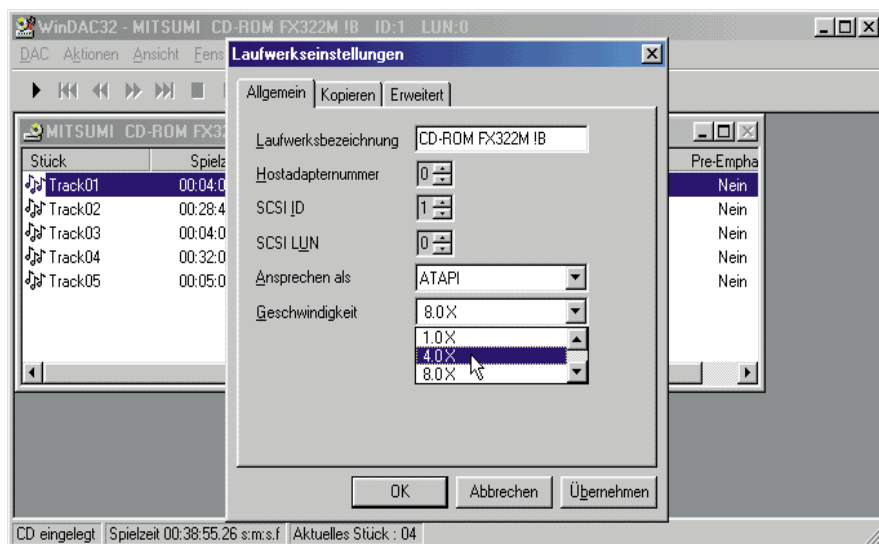 WinDAC32 - MITSUMI CD-ROM FX322M !B ID:1 LUN:0
DAC Aktionen Ansicht Fens
Laufwerkseinstellungen
Allgemein Kopieren Erweitert
Laufwerksbezeichnung CD-ROM FX322M !B
Hostadapternummer 0
SCSI ID 1
SCSI LUN 0
Ansprechen als ATAPI
Geschwindigkeit 8.0X
1.0X
4.0X
8.0X
OK Abbrechen Übernehmen
MITSUMI CD-ROM FX3
Stück Spielz Pre-Empha
Track01 00:04:0 Nein
Track02 00:28:4 Nein
Track03 00:04:0 Nein
Track04 00:32:0 Nein
Track05 00:05:0 Nein
CD eingelegt Spielzeit 00:38:55.26 s:m:s.f Aktuelles Stück : 04